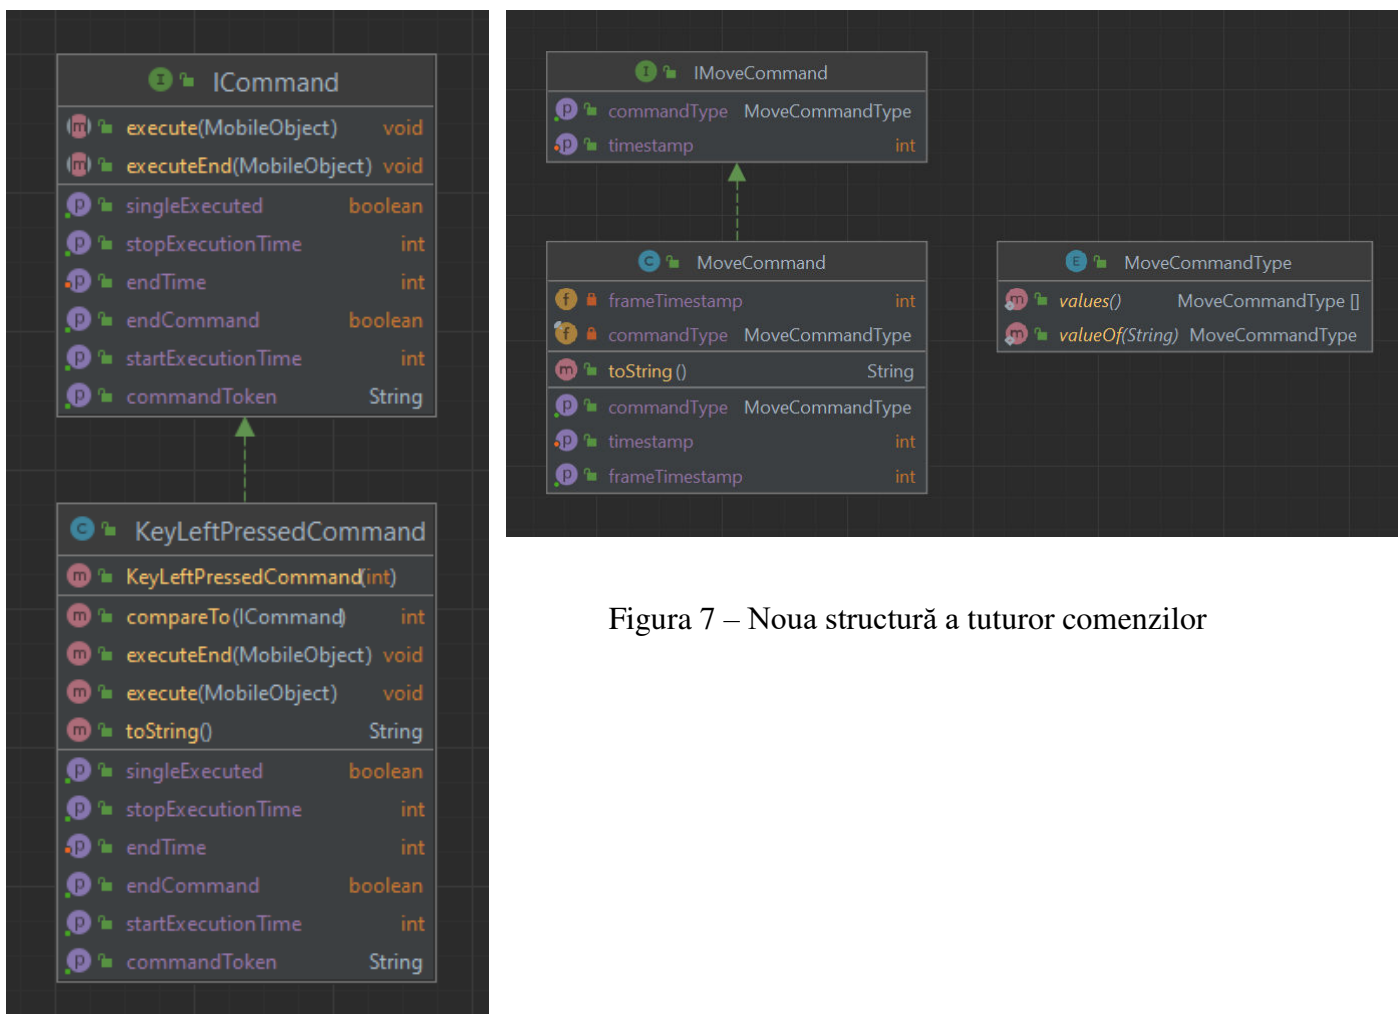 ICommand
execute(MobileObject) void
executeEnd(MobileObject) void
singleExecuted boolean
stopExecutionTime int
endTime int
endCommand boolean
startExecutionTime int
commandToken String
KeyLeftPressedCommand
KeyLeftPressedCommand(int)
compareTo(ICommand) int
executeEnd(MobileObject) void
execute(MobileObject) void
toString() String
singleExecuted boolean
stopExecutionTime int
endTime int
endCommand boolean
startExecutionTime int
commandToken String
IMoveCommand
commandType MoveCommandType
timestamp int
MoveCommand
frameTimestamp int
commandType MoveCommandType
toString() String
commandType MoveCommandType
timestamp int
frameTimestamp int
MoveCommandType
values() MoveCommandType []
valueOf(String) MoveCommandType
Figura 7 – Noua structură a tuturor comenzilor